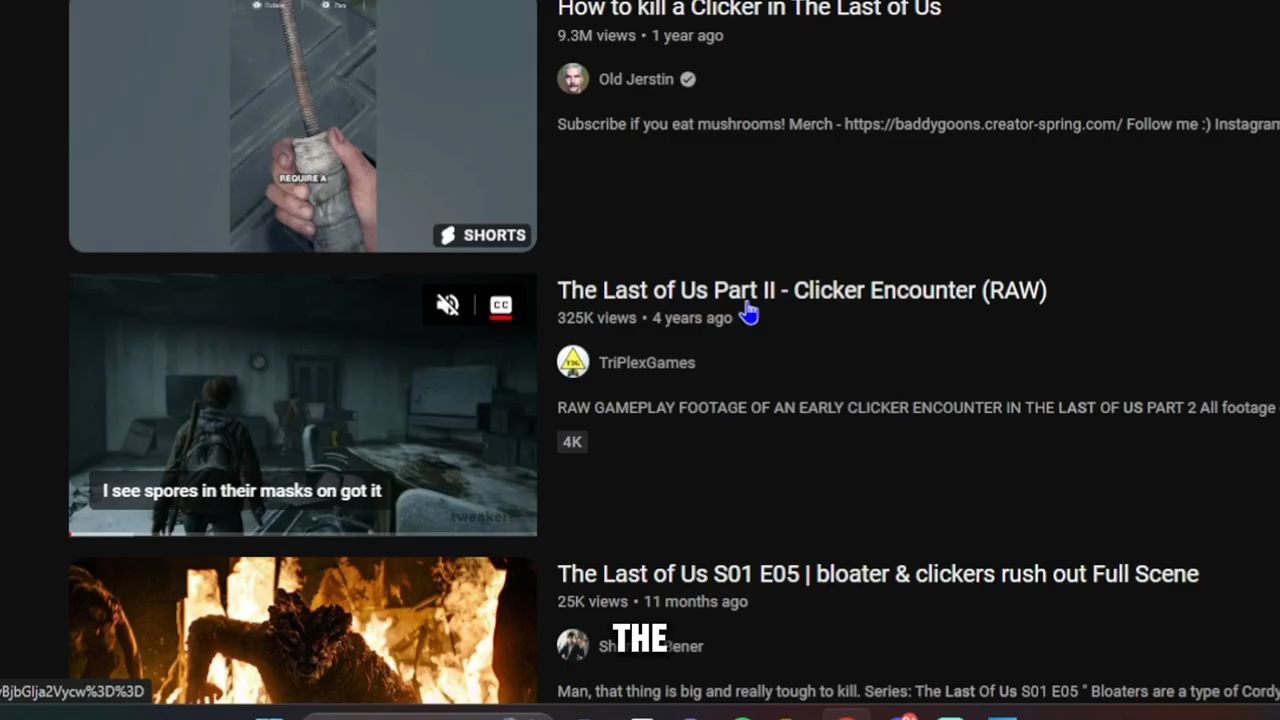 How to kill a Clicker in The Last of Us
9.3M views • 1 year ago
Old Jerstin
Subscribe if you eat mushrooms! Merch - https://baddygoons.creator-spring.com/ Follow me :) Instagram
REQUIRE A
SHORTS
The Last of Us Part II - Clicker Encounter (RAW)
325K views • 4 years ago
CC
TriPlexGames
RAW GAMEPLAY FOOTAGE OF AN EARLY CLICKER ENCOUNTER IN THE LAST OF US PART 2 All footage
4K
I see spores in their masks on got it
tweaker
The Last of Us S01 E05 | bloater & clickers rush out Full Scene
25K views • 11 months ago
THE
Man, that thing is big and really tough to kill. Series: The Last Of Us S01 E05 " Bloaters are a type of Cordy
BjbGlja2Vycw%3D%3D